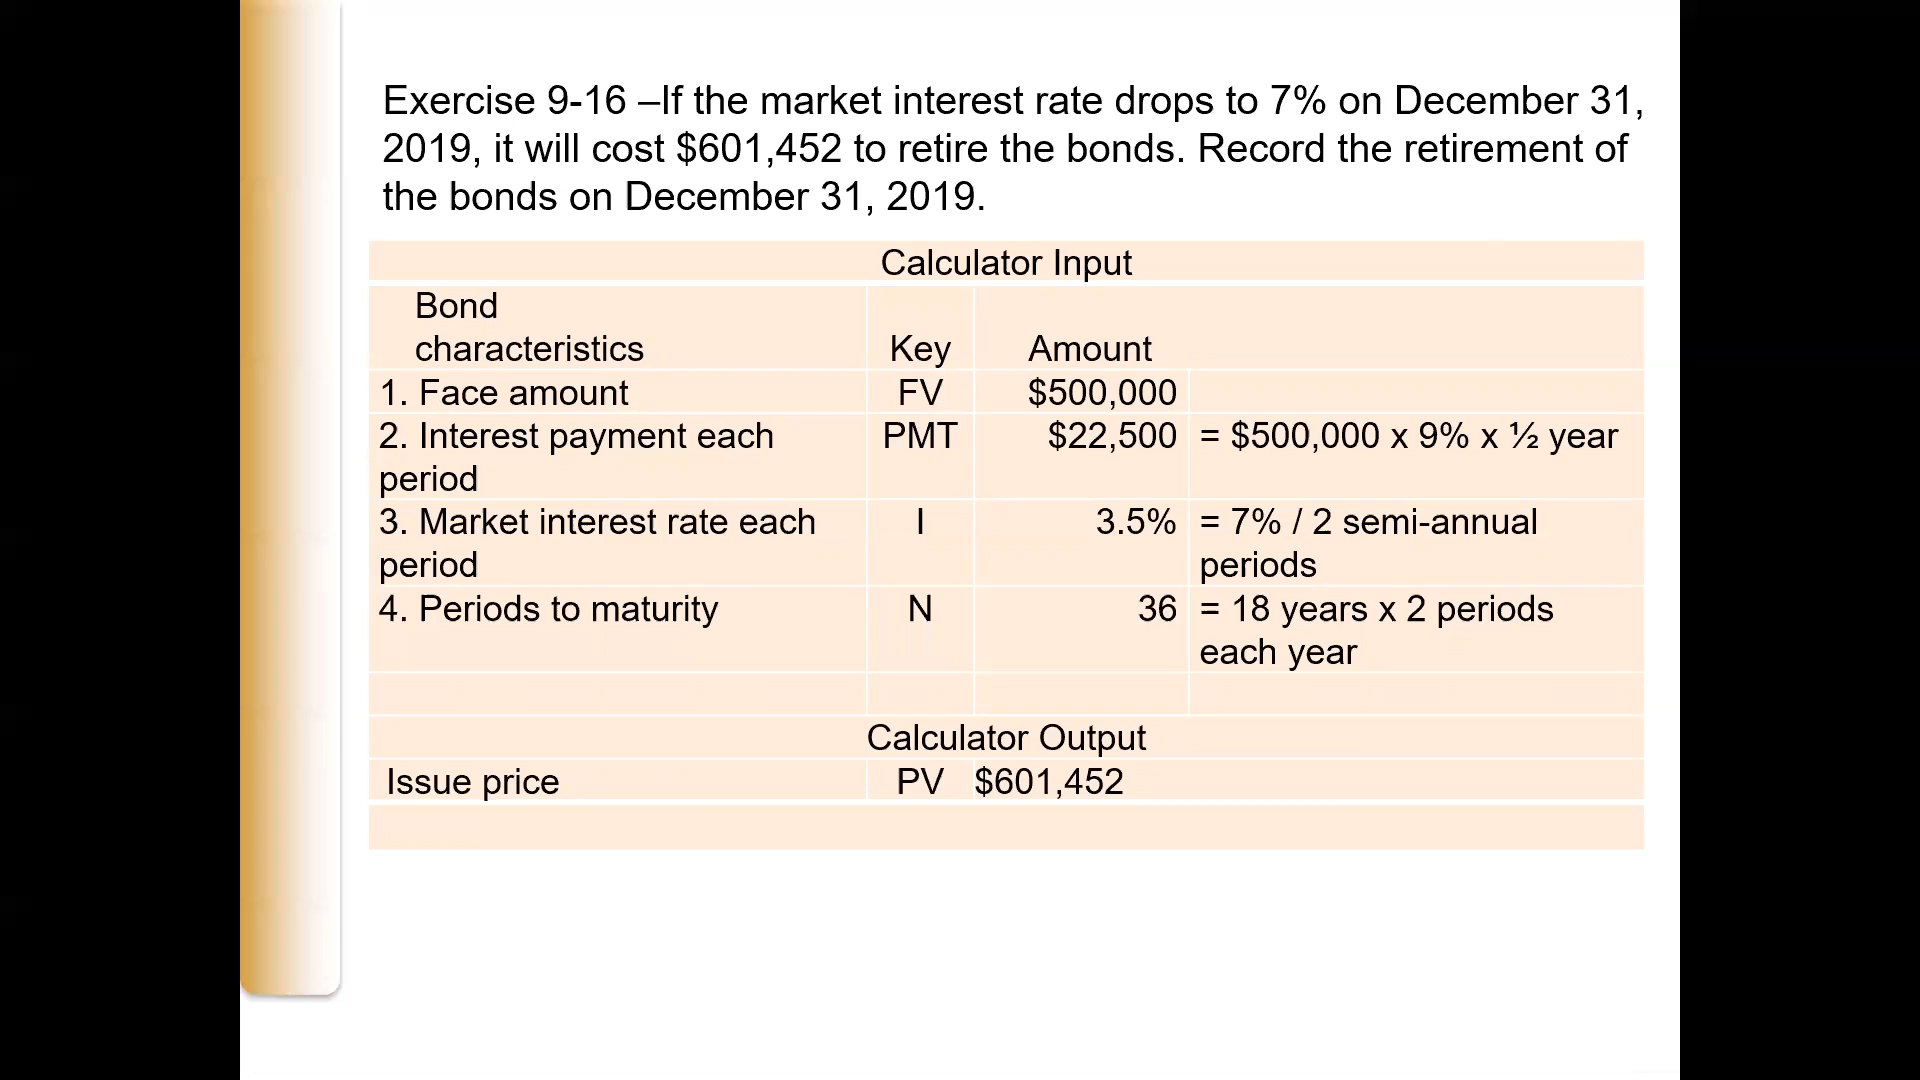 Exercise 9-16 –If the market interest rate drops to 7% on December 31,
2019, it will cost $601,452 to retire the bonds. Record the retirement of
the bonds on December 31, 2019.
Calculator Input
Bond
characteristics Key Amount
1. Face amount FV $500,000
2. Interest payment each PMT $22,500 = $500,000 x 9% x ½ year
period
3. Market interest rate each I 3.5% = 7% / 2 semi-annual
period periods
4. Periods to maturity N 36 = 18 years x 2 periods
each year
Calculator Output
Issue price PV $601,452